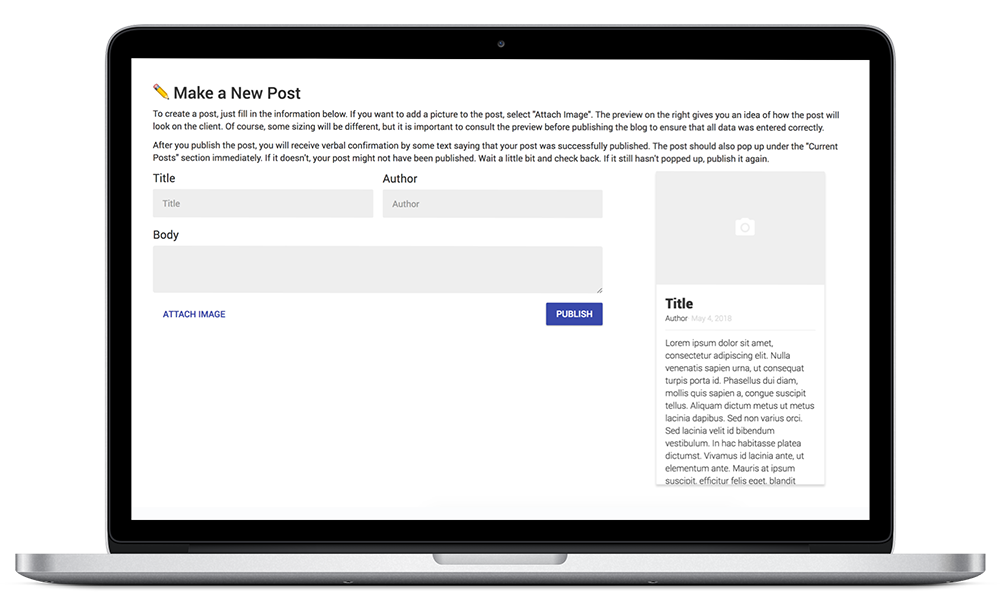 Make a New Post
To create a post, just fill in the information below. If you want to add a picture to the post, select "Attach Image". The preview on the right gives you an idea of how the post will
look on the client. Of course, some sizing will be different, but it is important to consult the preview before publishing the blog to ensure that all data was entered correctly.
After you publish the post, you will receive verbal confirmation by some text saying that your post was successfully published. The post should also pop up under the "Current
Posts" section immediately. If it doesn't, your post might not have been published. Wait a little bit and check back. If it still hasn't popped up, publish it again.
Title
Author
Title
Author
Body
ATTACH IMAGE
PUBLISH
Title
Author May 4, 2018
Lorem ipsum dolor sit amet,
consectetur adipiscing elit. Nulla
venenatis sapien urna, ut consequat
turpis porta id. Phasellus dui diam,
mollis quis sapien a, congue suscipit
tellus. Aliquam dictum metus ut metus
lacinia dapibus. Sed non varius orci.
Sed lacinia velit id bibendum
vestibulum. In hac habitasse platea
dictumst. Vivamus id lacinia ante, ut
elementum ante. Mauris at ipsum
suscipit, efficitur felis eget, blandit